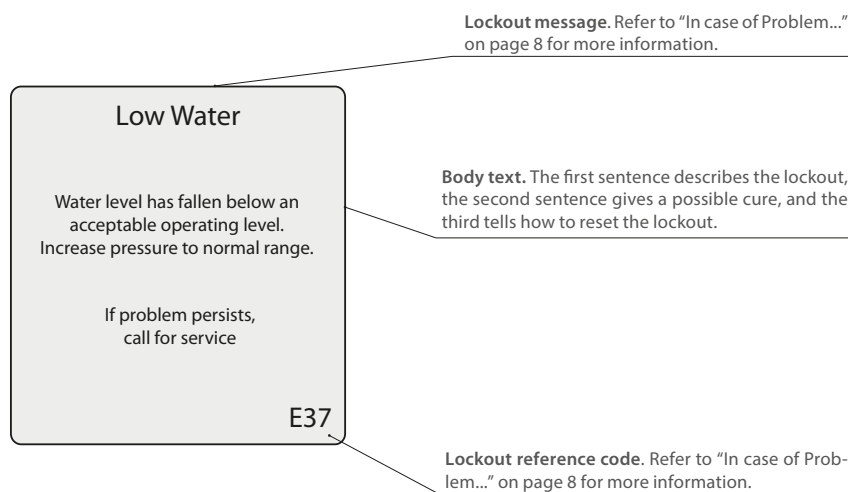 Lockout message. Refer to “In case of Problem...”
on page 8 for more information.
Low Water
Water level has fallen below an
acceptable operating level.
Increase pressure to normal range.
If problem persists,
call for service
E37
Body text. The first sentence describes the lockout,
the second sentence gives a possible cure, and the
third tells how to reset the lockout.
Lockout reference code. Refer to “In case of Prob-
lem...” on page 8 for more information.